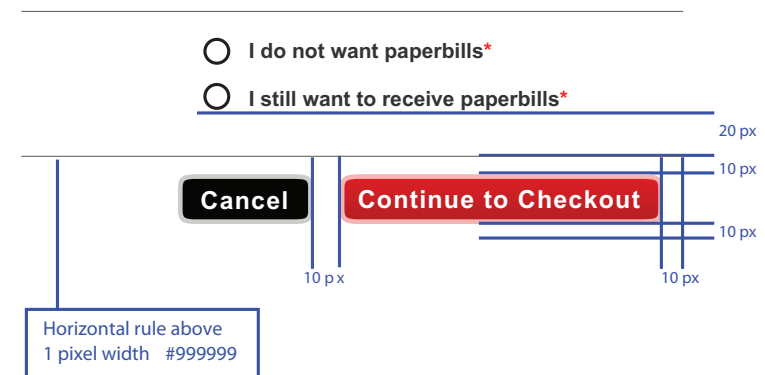 I do not want paperbills*
I still want to receive paperbills*
20 px
10 px
Cancel
Continue to Checkout
10 px
10 px
10 px
Horizontal rule above
1 pixel width #999999